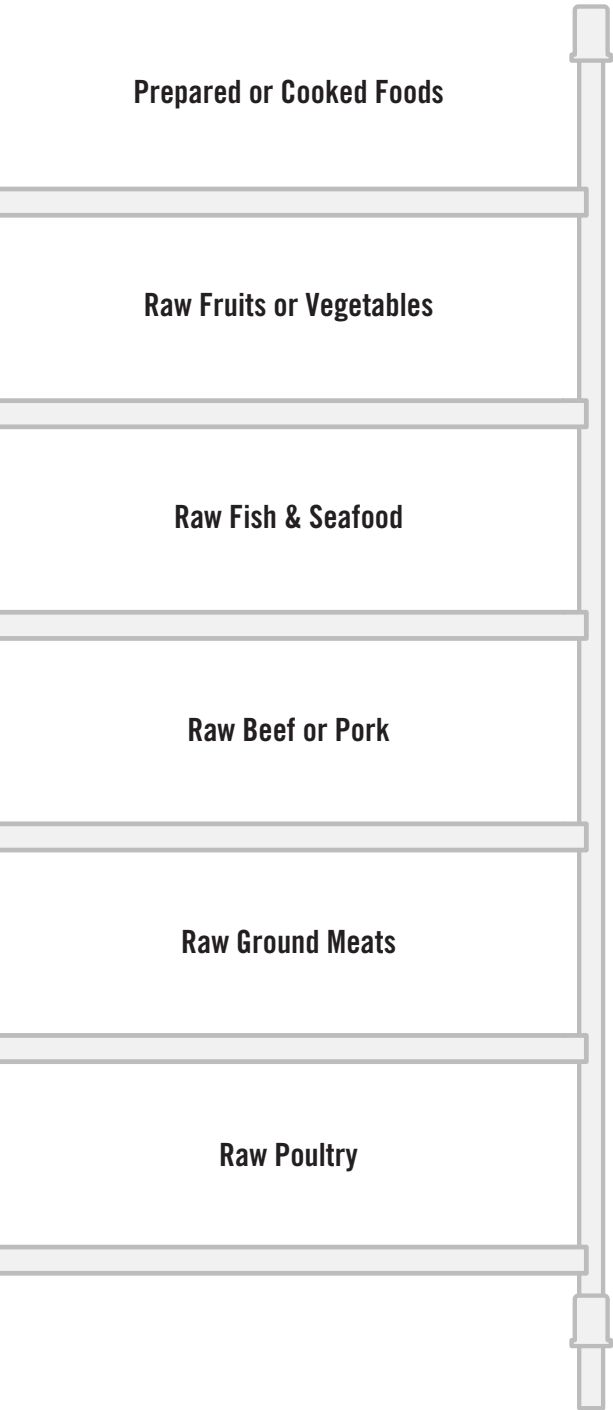 Prepared or Cooked Foods
Raw Fruits or Vegetables
Raw Fish & Seafood
Raw Beef or Pork
Raw Ground Meats
Raw Poultry